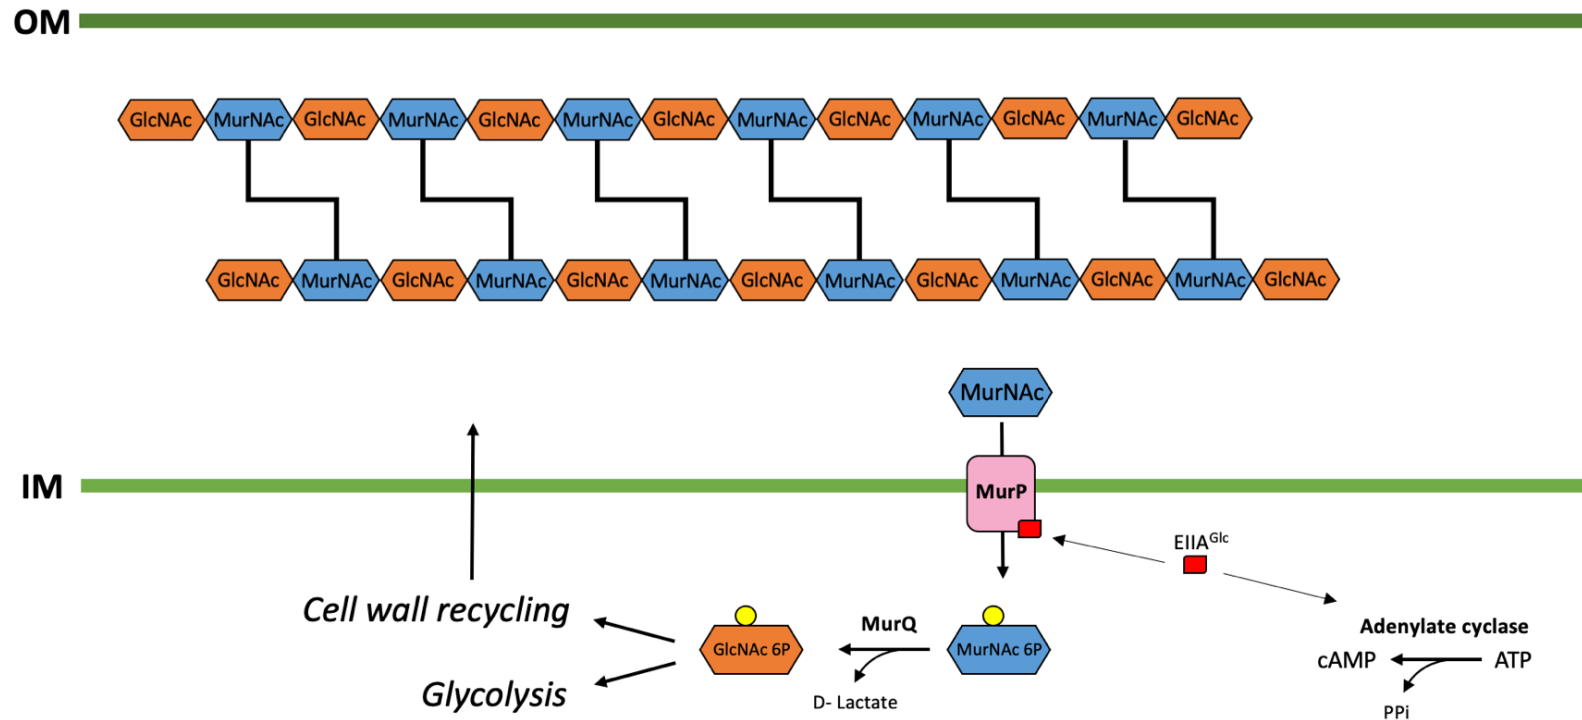 OM
GlcNAc MurNAc GlcNAc MurNAc GlcNAc MurNAc GlcNAc MurNAc GlcNAc MurNAc GlcNAc MurNAc GlcNAc
GlcNAc MurNAc GlcNAc MurNAc GlcNAc MurNAc GlcNAc MurNAc GlcNAc MurNAc GlcNAc MurNAc GlcNAc
MurNAc
IM
MurP
EIIA^Glc
Cell wall recycling
MurQ
Adenylate cyclase
GlcNAc 6P
MurNAc 6P
cAMP
ATP
Glycolysis
D- Lactate
PPi